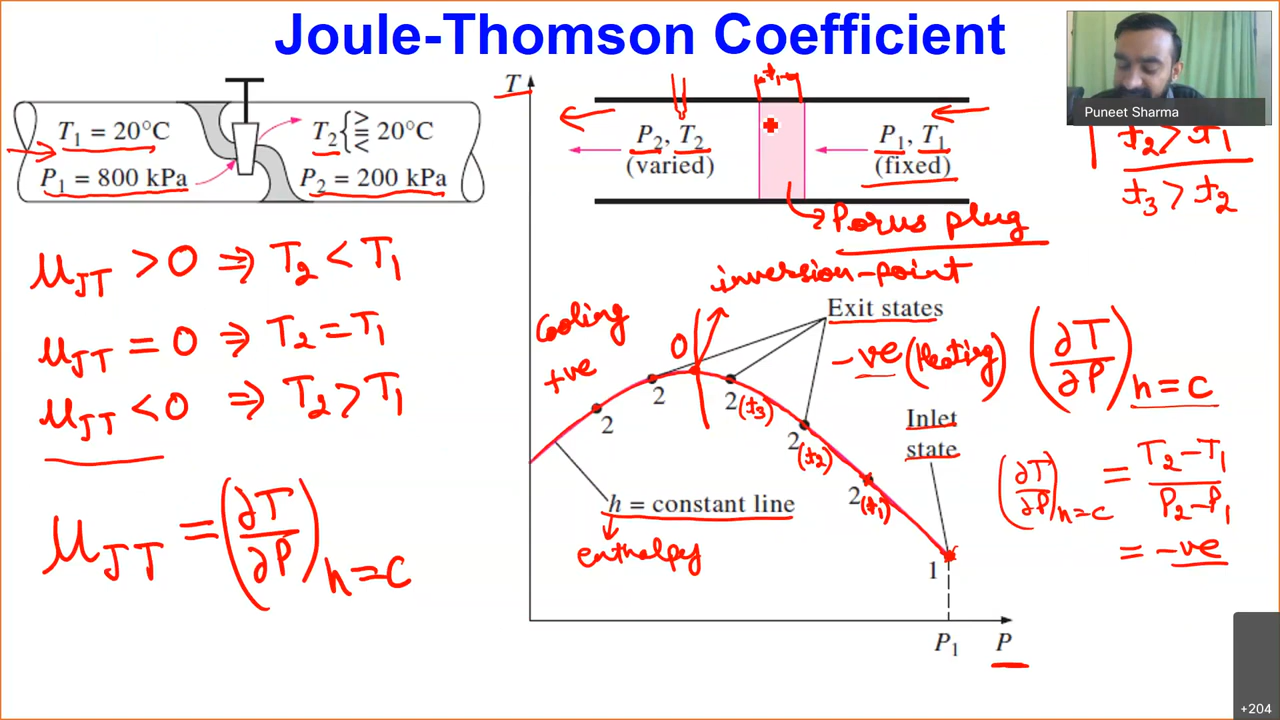 Joule-Thomson Coefficient
Puneet Sharma
T₁ = 20°C
P₁ = 800 kPa
T₂ { > = < 20°C
P₂ = 200 kPa
μJT > 0 ⇒ T₂ < T₁
μJT = 0 ⇒ T₂ = T₁
μJT < 0 ⇒ T₂ > T₁
μJT = (∂T/∂P)h=c
T
P₂, T₂
(varied)
P₁, T₁
(fixed)
Porus plug
t₂ > t₁
t₃ > t₂
inversion-point
Cooling
+ve
0
Exit states
-ve (Heating) (∂T/∂P)h=c
2
2
2 (t₃)
2 (t₂)
2 (t₁)
Inlet
state
h = constant line
enthalpy
(∂T/∂P)h=c = T₂-T₁/P₂-P₁
= -ve
1
P₁
P
+204